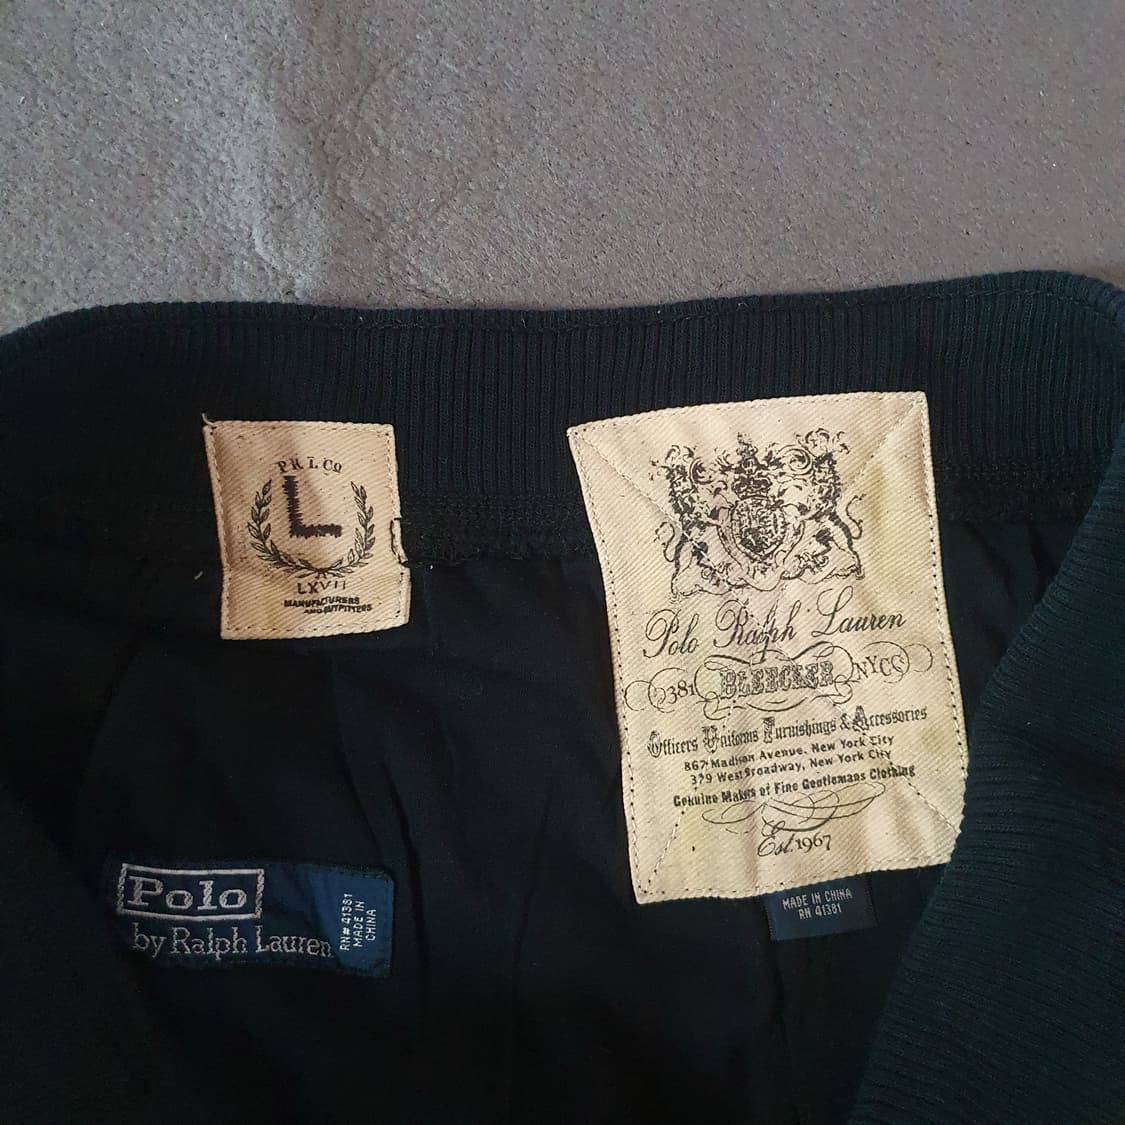 PRL Co
L
LXVII
MANUFACTURERS
AND OUTFITTERS
Polo Ralph Lauren
381 BLEECKER NYC
Officers Uniforms Furnishings & Accessories
867 Madison Avenue, New York City
379 West Broadway, New York City
Genuine Makers of Fine Gentlemans Clothing
Est. 1967
MADE IN CHINA
RN 41381
Polo
by Ralph Lauren
RN# 41381
MADE IN
CHINA